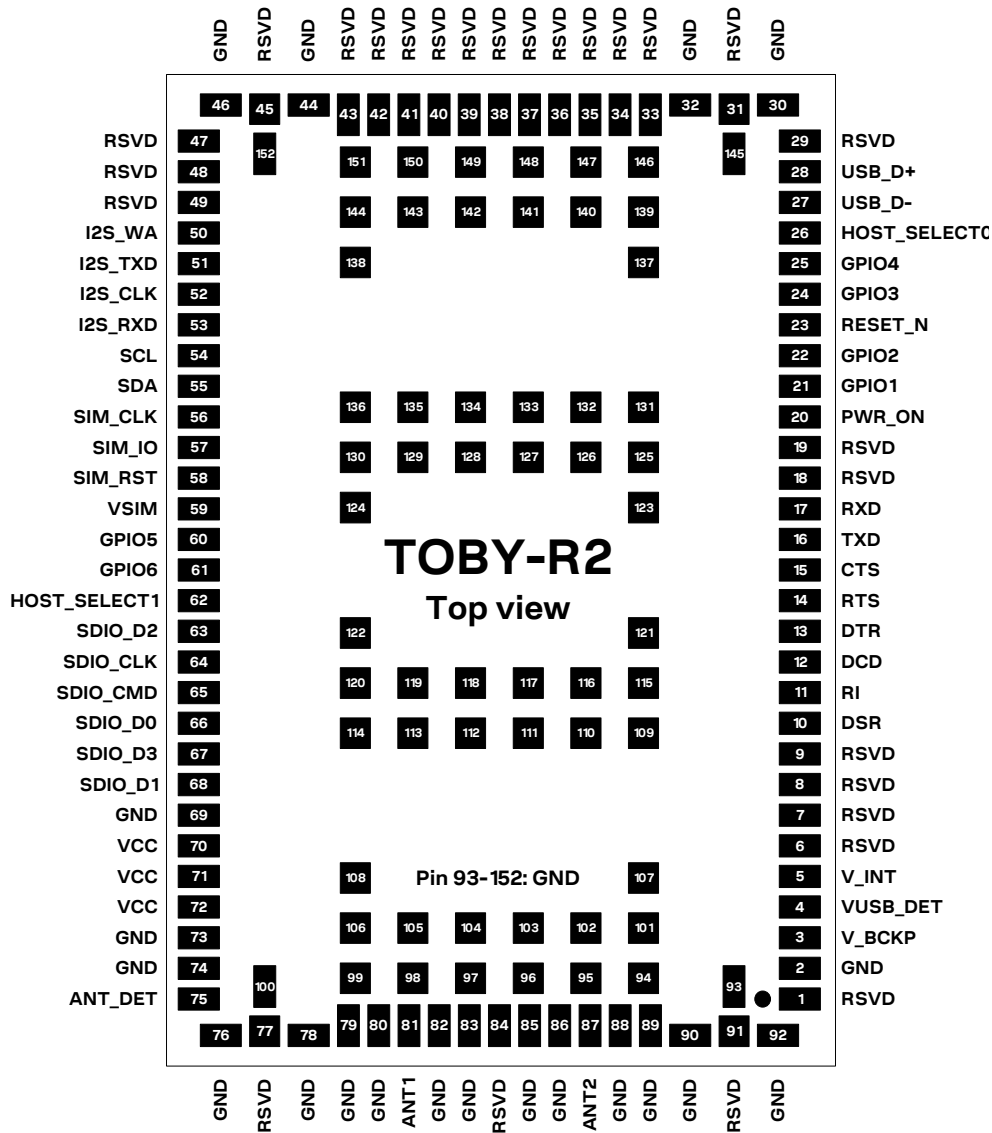 GND RSVD GND RSVD RSVD RSVD RSVD RSVD RSVD RSVD RSVD RSVD RSVD RSVD GND RSVD GND
46 45 44 43 42 41 40 39 38 37 36 35 34 33 32 31 30
RSVD 47 152 151 150 149 148 147 146 145 29 RSVD
RSVD 48 28 USB_D+
RSVD 49 144 143 142 141 140 139 27 USB_D-
I2S_WA 50 26 HOST_SELECT0
I2S_TXD 51 138 137 25 GPIO4
I2S_CLK 52 24 GPIO3
I2S_RXD 53 23 RESET_N
SCL 54 22 GPIO2
SDA 55 21 GPIO1
SIM_CLK 56 136 135 134 133 132 131 20 PWR_ON
SIM_IO 57 130 129 128 127 126 125 19 RSVD
SIM_RST 58 18 RSVD
VSIM 59 124 123 17 RXD
GPIO5 60 16 TXD
TOBY-R2
GPIO6 61 15 CTS
HOST_SELECT1 62 14 RTS
Top view
SDIO_D2 63 122 121 13 DTR
SDIO_CLK 64 12 DCD
SDIO_CMD 65 120 119 118 117 116 115 11 RI
SDIO_D0 66 114 113 112 111 110 109 10 DSR
SDIO_D3 67 9 RSVD
SDIO_D1 68 8 RSVD
GND 69 7 RSVD
VCC 70 6 RSVD
VCC 71 108 Pin 93-152: GND 107 5 V_INT
VCC 72 4 VUSB_DET
GND 73 106 105 104 103 102 101 3 V_BCKP
GND 74 99 98 97 96 95 94 2 GND
ANT_DET 75 100 93 1 RSVD
76 77 78 79 80 81 82 83 84 85 86 87 88 89 90 91 92
GND RSVD GND GND GND ANT1 GND GND RSVD GND GND ANT2 GND GND GND RSVD GND